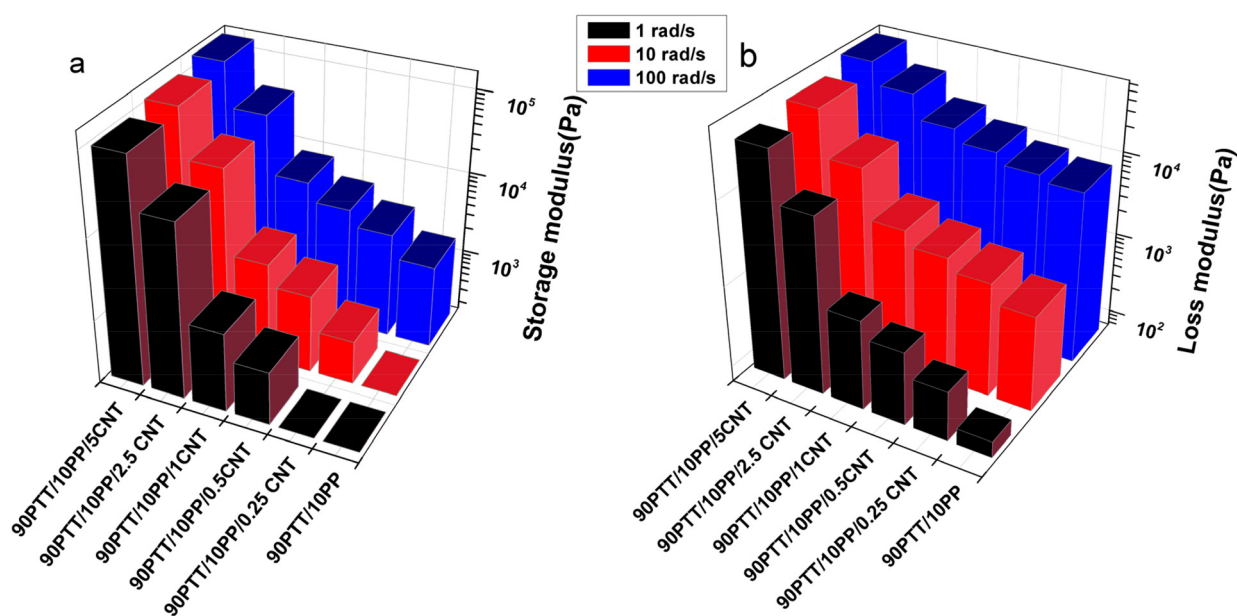 a
1 rad/s
10 rad/s
100 rad/s
b
10^5
10^4
10^3
Storage modulus(Pa)
90PTT/10PP/5CNT
90PTT/10PP/2.5 CNT
90PTT/10PP/1CNT
90PTT/10PP/0.5CNT
90PTT/10PP/0.25 CNT
90PTT/10PP
10^4
10^3
10^2
Loss modulus(Pa)
90PTT/10PP/5CNT
90PTT/10PP/2.5 CNT
90PTT/10PP/1CNT
90PTT/10PP/0.5CNT
90PTT/10PP/0.25 CNT
90PTT/10PP